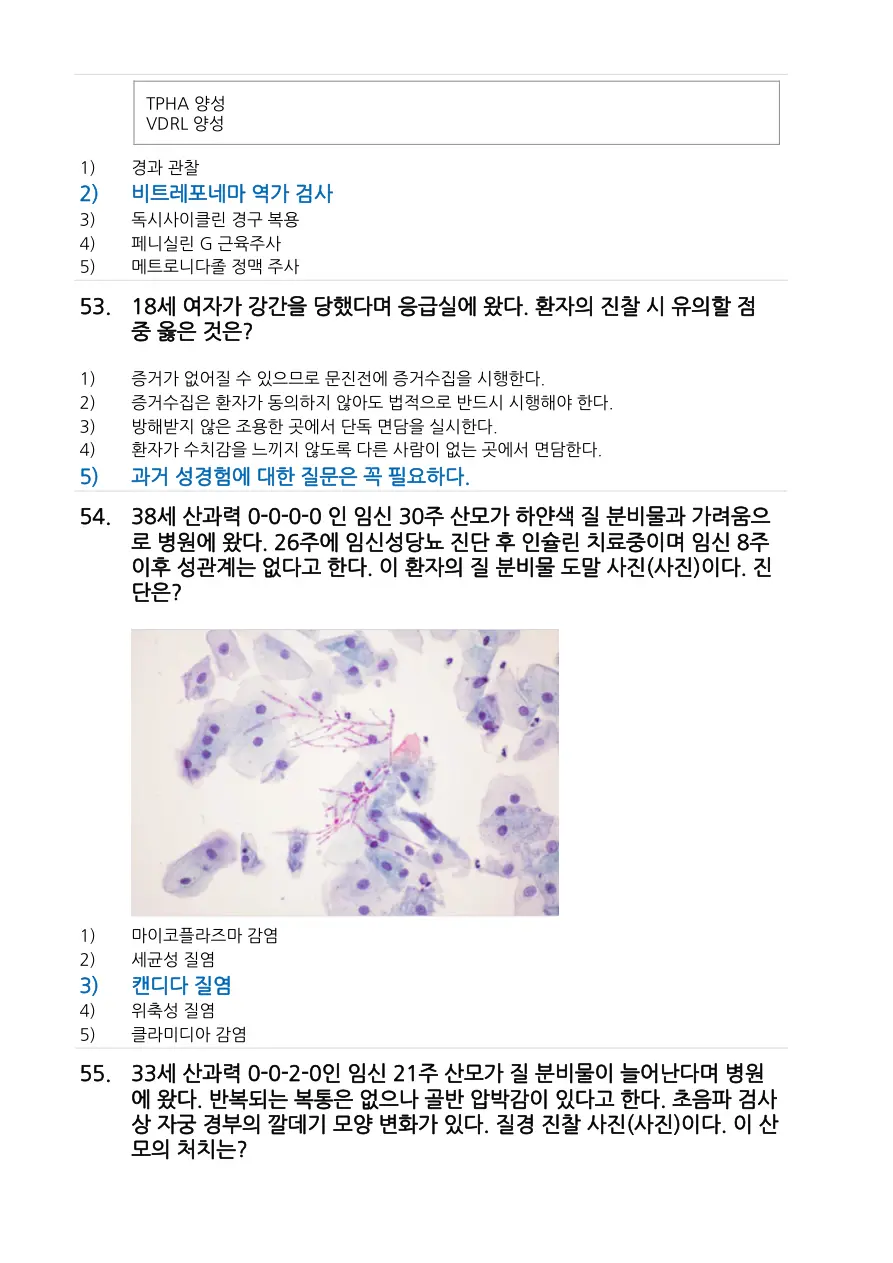 TPHA 양성
VDRL 양성
1) 경과 관찰
2) 비트레포네마 역가 검사
3) 독시사이클린 경구 복용
4) 페니실린 G 근육주사
5) 메트로니다졸 정맥 주사
53. 18세 여자가 강간을 당했다며 응급실에 왔다. 환자의 진찰 시 유의할 점
중 옳은 것은?
1) 증거가 없어질 수 있으므로 문진전에 증거수집을 시행한다.
2) 증거수집은 환자가 동의하지 않아도 법적으로 반드시 시행해야 한다.
3) 방해받지 않은 조용한 곳에서 단독 면담을 실시한다.
4) 환자가 수치감을 느끼지 않도록 다른 사람이 없는 곳에서 면담한다.
5) 과거 성경험에 대한 질문은 꼭 필요하다.
54. 38세 산과력 0-0-0-0 인 임신 30주 산모가 하얀색 질 분비물과 가려움으
로 병원에 왔다. 26주에 임신성당뇨 진단 후 인슐린 치료중이며 임신 8주
이후 성관계는 없다고 한다. 이 환자의 질 분비물 도말 사진(사진)이다. 진
단은?
1) 마이코플라즈마 감염
2) 세균성 질염
3) 캔디다 질염
4) 위축성 질염
5) 클라미디아 감염
55. 33세 산과력 0-0-2-0인 임신 21주 산모가 질 분비물이 늘어난다며 병원
에 왔다. 반복되는 복통은 없으나 골반 압박감이 있다고 한다. 초음파 검사
상 자궁 경부의 깔데기 모양 변화가 있다. 질경 진찰 사진(사진)이다. 이 산
모의 처치는?